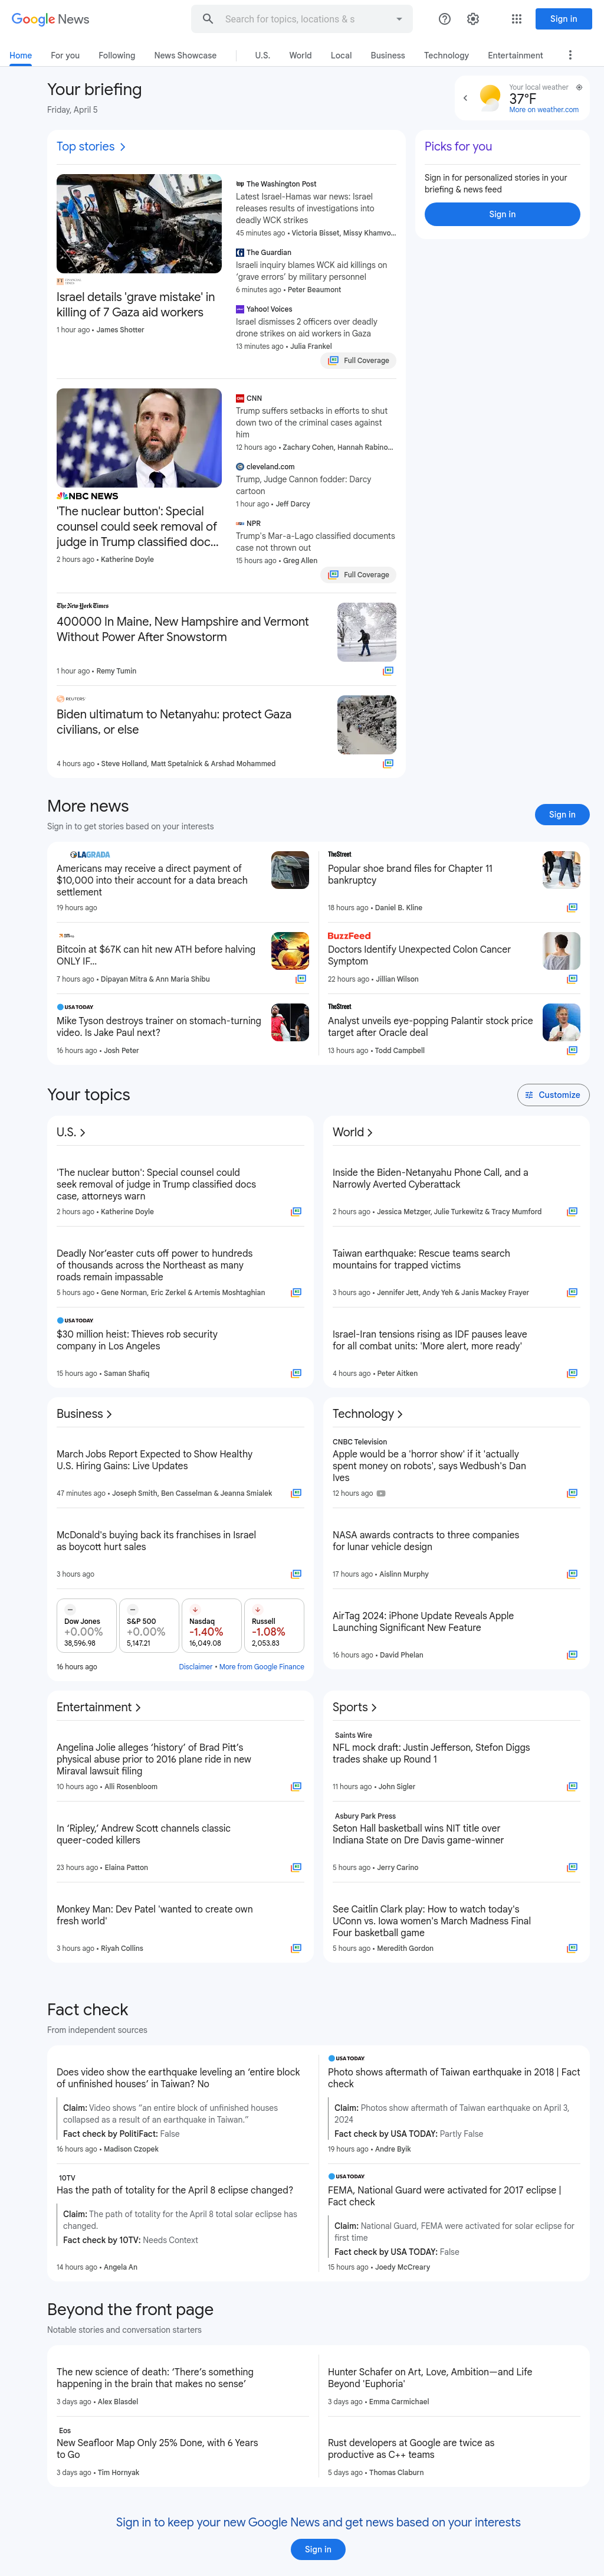 Google News
Search for topics, locations & s
Sign in
Home
For you
Following
News Showcase
U.S.
World
Local
Business
Technology
Entertainment
Your briefing
Friday, April 5
Your local weather
37°F
More on weather.com
Top stories
Israel details 'grave mistake' in
killing of 7 Gaza aid workers
1 hour ago • James Shotter
The Washington Post
Latest Israel-Hamas war news: Israel
releases results of investigations into
deadly WCK strikes
45 minutes ago • Victoria Bisset, Missy Khamvo...
The Guardian
Israeli inquiry blames WCK aid killings on
'grave errors' by military personnel
6 minutes ago • Peter Beaumont
Yahoo! Voices
Israel dismisses 2 officers over deadly
drone strikes on aid workers in Gaza
13 minutes ago • Julia Frankel
Full Coverage
Picks for you
Sign in for personalized stories in your
briefing & news feed
Sign in
NBC NEWS
'The nuclear button': Special
counsel could seek removal of
judge in Trump classified doc...
2 hours ago • Katherine Doyle
CNN
Trump suffers setbacks in efforts to shut
down two of the criminal cases against
him
12 hours ago • Zachary Cohen, Hannah Rabino...
cleveland.com
Trump, Judge Cannon fodder: Darcy
cartoon
1 hour ago • Jeff Darcy
NPR
Trump's Mar-a-Lago classified documents
case not thrown out
15 hours ago • Greg Allen
Full Coverage
The New York Times
400000 In Maine, New Hampshire and Vermont
Without Power After Snowstorm
1 hour ago • Remy Tumin
REUTERS
Biden ultimatum to Netanyahu: protect Gaza
civilians, or else
4 hours ago • Steve Holland, Matt Spetalnick & Arshad Mohammed
More news
Sign in to get stories based on your interests
Sign in
LAGRADA
Americans may receive a direct payment of
$10,000 into their account for a data breach
settlement
19 hours ago
TheStreet
Popular shoe brand files for Chapter 11
bankruptcy
18 hours ago • Daniel B. Kline
Bitcoin at $67K can hit new ATH before halving
ONLY IF...
7 hours ago • Dipayan Mitra & Ann Maria Shibu
BuzzFeed
Doctors Identify Unexpected Colon Cancer
Symptom
22 hours ago • Jillian Wilson
USA TODAY
Mike Tyson destroys trainer on stomach-turning
video. Is Jake Paul next?
16 hours ago • Josh Peter
TheStreet
Analyst unveils eye-popping Palantir stock price
target after Oracle deal
13 hours ago • Todd Campbell
Your topics
Customize
U.S.
'The nuclear button': Special counsel could
seek removal of judge in Trump classified docs
case, attorneys warn
2 hours ago • Katherine Doyle
Deadly Nor'easter cuts off power to hundreds
of thousands across the Northeast as many
roads remain impassable
5 hours ago • Gene Norman, Eric Zerkel & Artemis Moshtaghian
USA TODAY
$30 million heist: Thieves rob security
company in Los Angeles
15 hours ago • Saman Shafiq
World
Inside the Biden-Netanyahu Phone Call, and a
Narrowly Averted Cyberattack
2 hours ago • Jessica Metzger, Julie Turkewitz & Tracy Mumford
Taiwan earthquake: Rescue teams search
mountains for trapped victims
3 hours ago • Jennifer Jett, Andy Yeh & Janis Mackey Frayer
Israel-Iran tensions rising as IDF pauses leave
for all combat units: 'More alert, more ready'
4 hours ago • Peter Aitken
Business
March Jobs Report Expected to Show Healthy
U.S. Hiring Gains: Live Updates
47 minutes ago • Joseph Smith, Ben Casselman & Jeanna Smialek
McDonald's buying back its franchises in Israel
as boycott hurt sales
3 hours ago
Dow Jones
+0.00%
38,596.98
S&P 500
+0.00%
5,147.21
Nasdaq
-1.40%
16,049.08
Russell
-1.08%
2,053.83
16 hours ago
Disclaimer • More from Google Finance
Technology
CNBC Television
Apple would be a 'horror show' if it 'actually
spent money on robots', says Wedbush's Dan
Ives
12 hours ago
NASA awards contracts to three companies
for lunar vehicle design
17 hours ago • Aislinn Murphy
AirTag 2024: iPhone Update Reveals Apple
Launching Significant New Feature
16 hours ago • David Phelan
Entertainment
Angelina Jolie alleges 'history' of Brad Pitt's
physical abuse prior to 2016 plane ride in new
Miraval lawsuit filing
10 hours ago • Alli Rosenbloom
In 'Ripley,' Andrew Scott channels classic
queer-coded killers
23 hours ago • Elaina Patton
Monkey Man: Dev Patel 'wanted to create own
fresh world'
3 hours ago • Riyah Collins
Sports
Saints Wire
NFL mock draft: Justin Jefferson, Stefon Diggs
trades shake up Round 1
11 hours ago • John Sigler
Asbury Park Press
Seton Hall basketball wins NIT title over
Indiana State on Dre Davis game-winner
5 hours ago • Jerry Carino
See Caitlin Clark play: How to watch today's
UConn vs. Iowa women's March Madness Final
Four basketball game
5 hours ago • Meredith Gordon
Fact check
From independent sources
Does video show the earthquake leveling an 'entire block
of unfinished houses' in Taiwan? No
Claim: Video shows "an entire block of unfinished houses
collapsed as a result of an earthquake in Taiwan."
Fact check by PolitiFact: False
16 hours ago • Madison Czopek
USA TODAY
Photo shows aftermath of Taiwan earthquake in 2018 | Fact
check
Claim: Photos show aftermath of Taiwan earthquake on April 3,
2024
Fact check by USA TODAY: Partly False
19 hours ago • Andre Byik
10TV
Has the path of totality for the April 8 eclipse changed?
Claim: The path of totality for the April 8 total solar eclipse has
changed.
Fact check by 10TV: Needs Context
14 hours ago • Angela An
USA TODAY
FEMA, National Guard were activated for 2017 eclipse |
Fact check
Claim: National Guard, FEMA were activated for solar eclipse for
first time
Fact check by USA TODAY: False
15 hours ago • Joedy McCreary
Beyond the front page
Notable stories and conversation starters
The new science of death: 'There's something
happening in the brain that makes no sense'
3 days ago • Alex Blasdel
Hunter Schafer on Art, Love, Ambition—and Life
Beyond 'Euphoria'
3 days ago • Emma Carmichael
Eos
New Seafloor Map Only 25% Done, with 6 Years
to Go
3 days ago • Tim Hornyak
Rust developers at Google are twice as
productive as C++ teams
5 days ago • Thomas Claburn
Sign in to keep your new Google News and get news based on your interests
Sign in